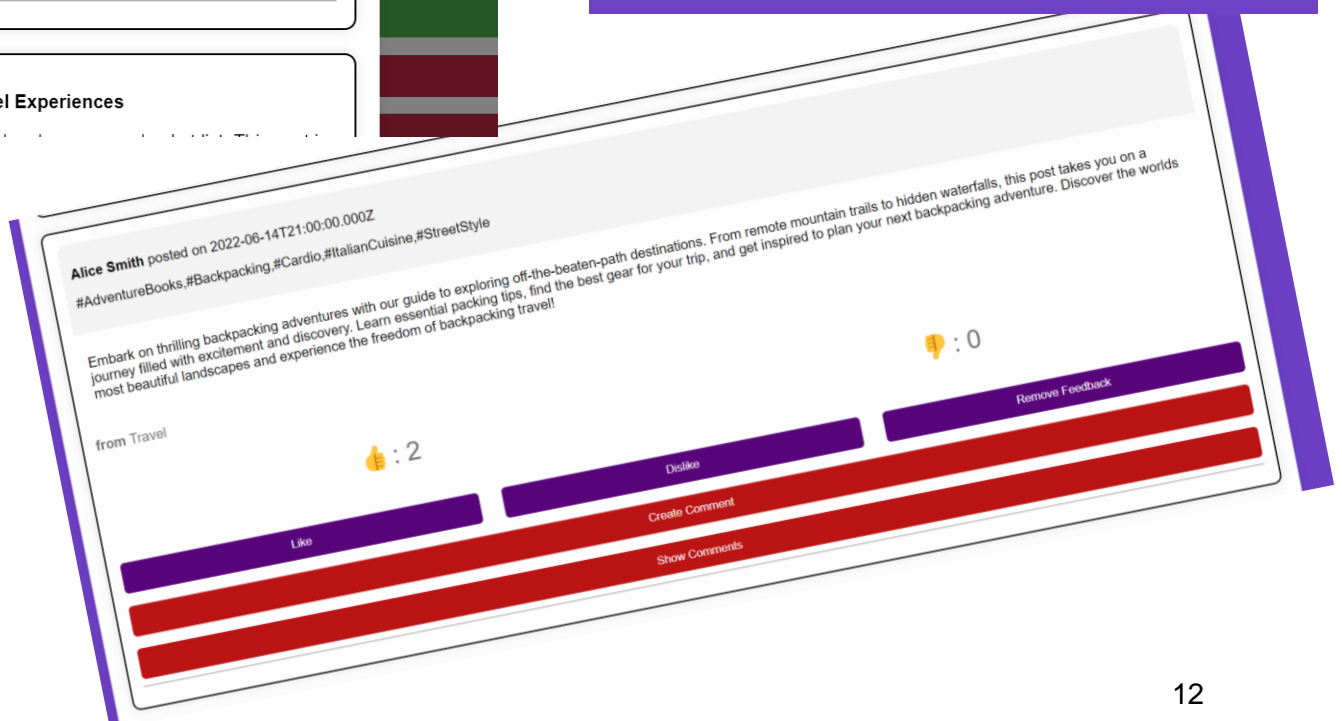 el Experiences
Alice Smith posted on 2022-06-14T21:00:00.000Z
#AdventureBooks,#Backpacking,#Cardio,#ItalianCuisine,#StreetStyle
Embark on thrilling backpacking adventures with our guide to exploring off-the-beaten-path destinations. From remote mountain trails to hidden waterfalls, this post takes you on a
journey filled with excitement and discovery. Learn essential packing tips, find the best gear for your trip, and get inspired to plan your next backpacking adventure. Discover the worlds
most beautiful landscapes and experience the freedom of backpacking travel!
from Travel
👍 : 2
👎 : 0
Like
Dislike
Remove Feedback
Create Comment
Show Comments
12